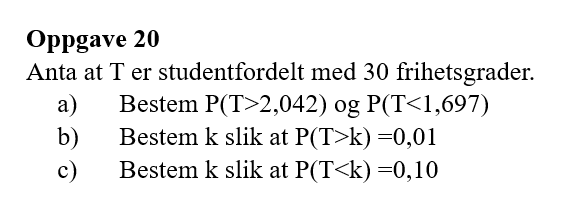 Oppgave 20
Anta at T er studentfordelt med 30 frihetsgrader.
a) Bestem P(T>2,042) og P(T<1,697)
b) Bestem k slik at P(T>k) =0,01
c) Bestem k slik at P(T<k) =0,10